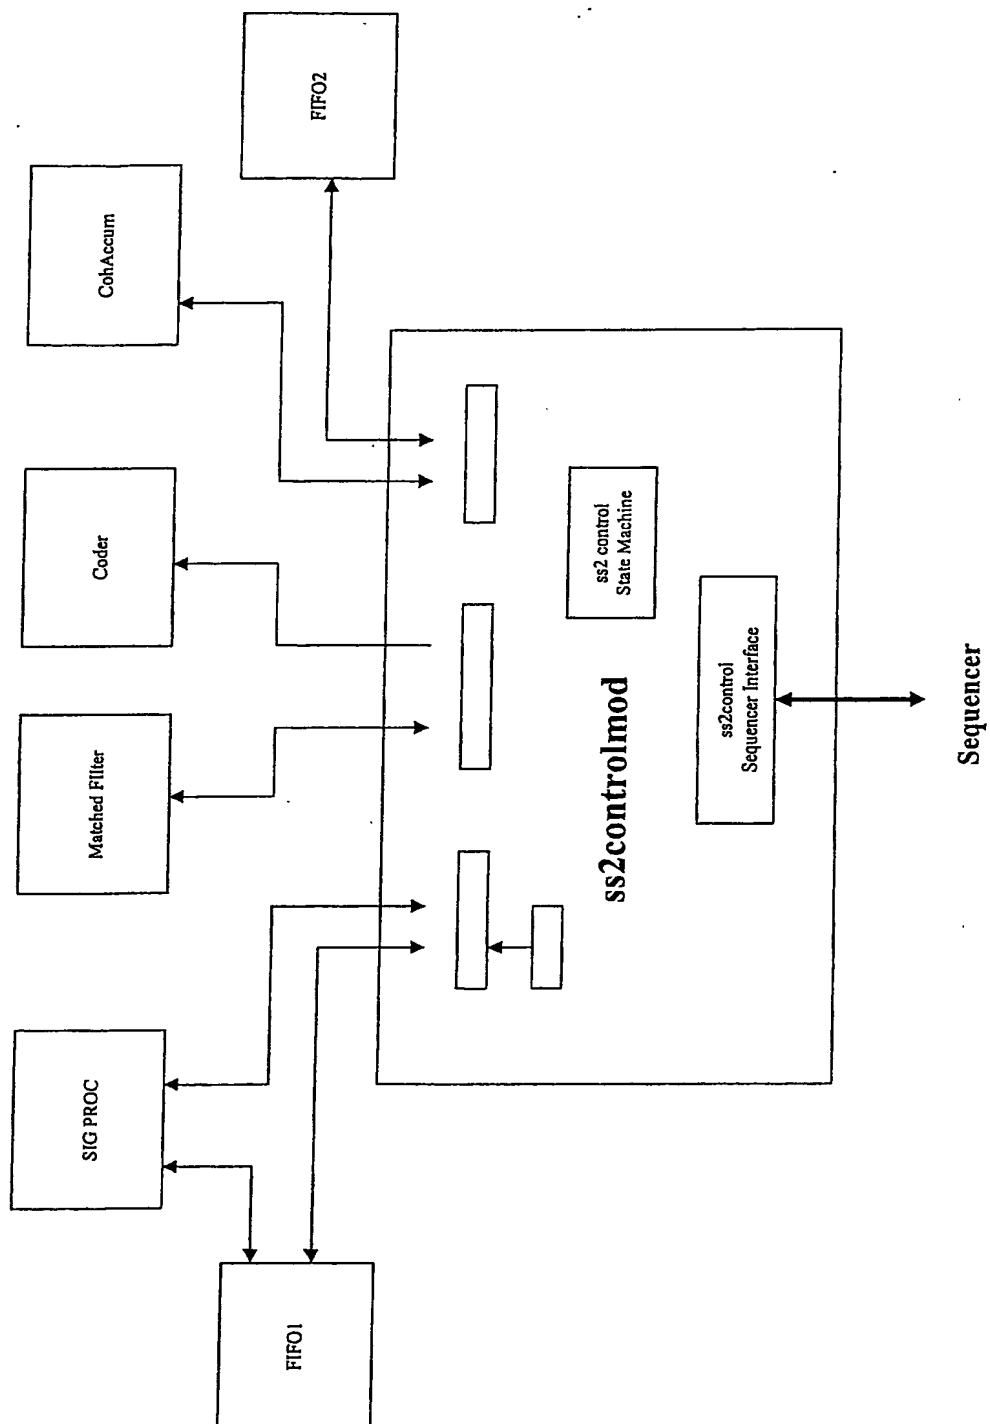 FIFO1
SIG PROC
Matched FIlter
Coder
CohAccum
FIFO2
ss2controlmod
ss2 control
State Machine
ss2control
Sequencer Interface
Sequencer